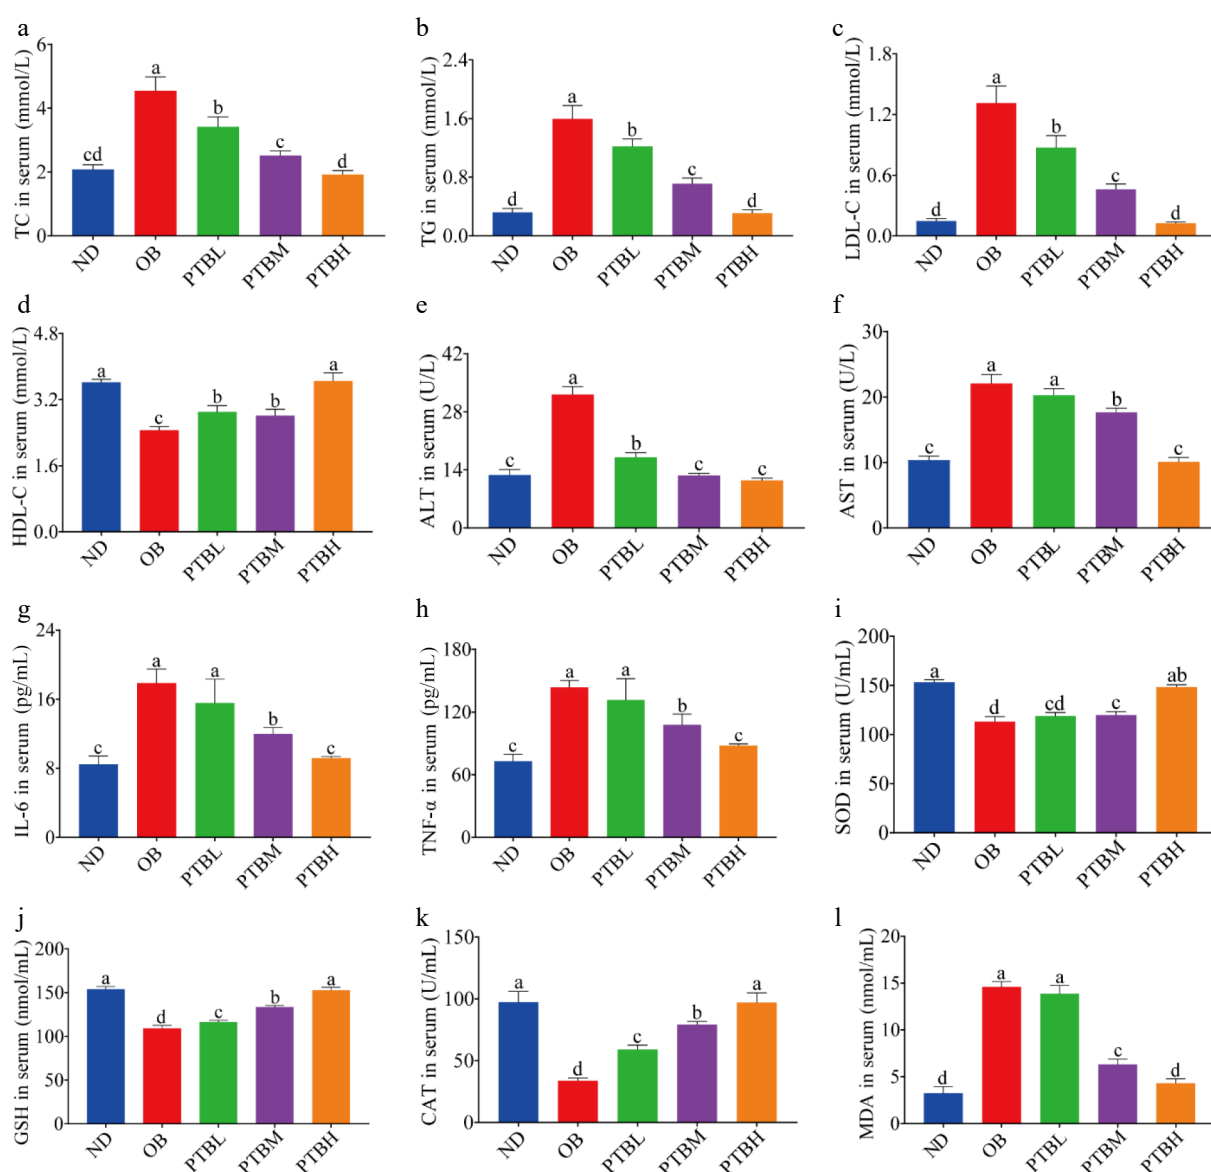 a
TC in serum (mmol/L)
6
4
2
0
cd
a
b
c
d
ND
OB
PTBL
PTBM
PTBH
b
TG in serum (mmol/L)
2.4
1.6
0.8
0.0
d
a
b
c
d
ND
OB
PTBL
PTBM
PTBH
c
LDL-C in serum (mmol/L)
1.8
1.2
0.6
0.0
d
a
b
c
d
ND
OB
PTBL
PTBM
PTBH
d
HDL-C in serum (mmol/L)
4.8
3.2
1.6
0.0
a
c
b
b
a
ND
OB
PTBL
PTBM
PTBH
e
ALT in serum (U/L)
42
28
14
0
c
a
b
c
c
ND
OB
PTBL
PTBM
PTBH
f
AST in serum (U/L)
30
20
10
0
c
a
a
b
c
ND
OB
PTBL
PTBM
PTBH
g
IL-6 in serum (pg/mL)
24
16
8
0
c
a
a
b
c
ND
OB
PTBL
PTBM
PTBH
h
TNF-α in serum (pg/mL)
180
120
60
0
c
a
a
b
c
ND
OB
PTBL
PTBM
PTBH
i
SOD in serum (U/mL)
200
150
100
50
0
a
d
cd
c
ab
ND
OB
PTBL
PTBM
PTBH
j
GSH in serum (nmol/mL)
200
150
100
50
0
a
d
c
b
a
ND
OB
PTBL
PTBM
PTBH
k
CAT in serum (U/mL)
150
100
50
0
a
d
c
b
a
ND
OB
PTBL
PTBM
PTBH
l
MDA in serum (nmol/mL)
20
15
10
5
0
d
a
a
c
d
ND
OB
PTBL
PTBM
PTBH